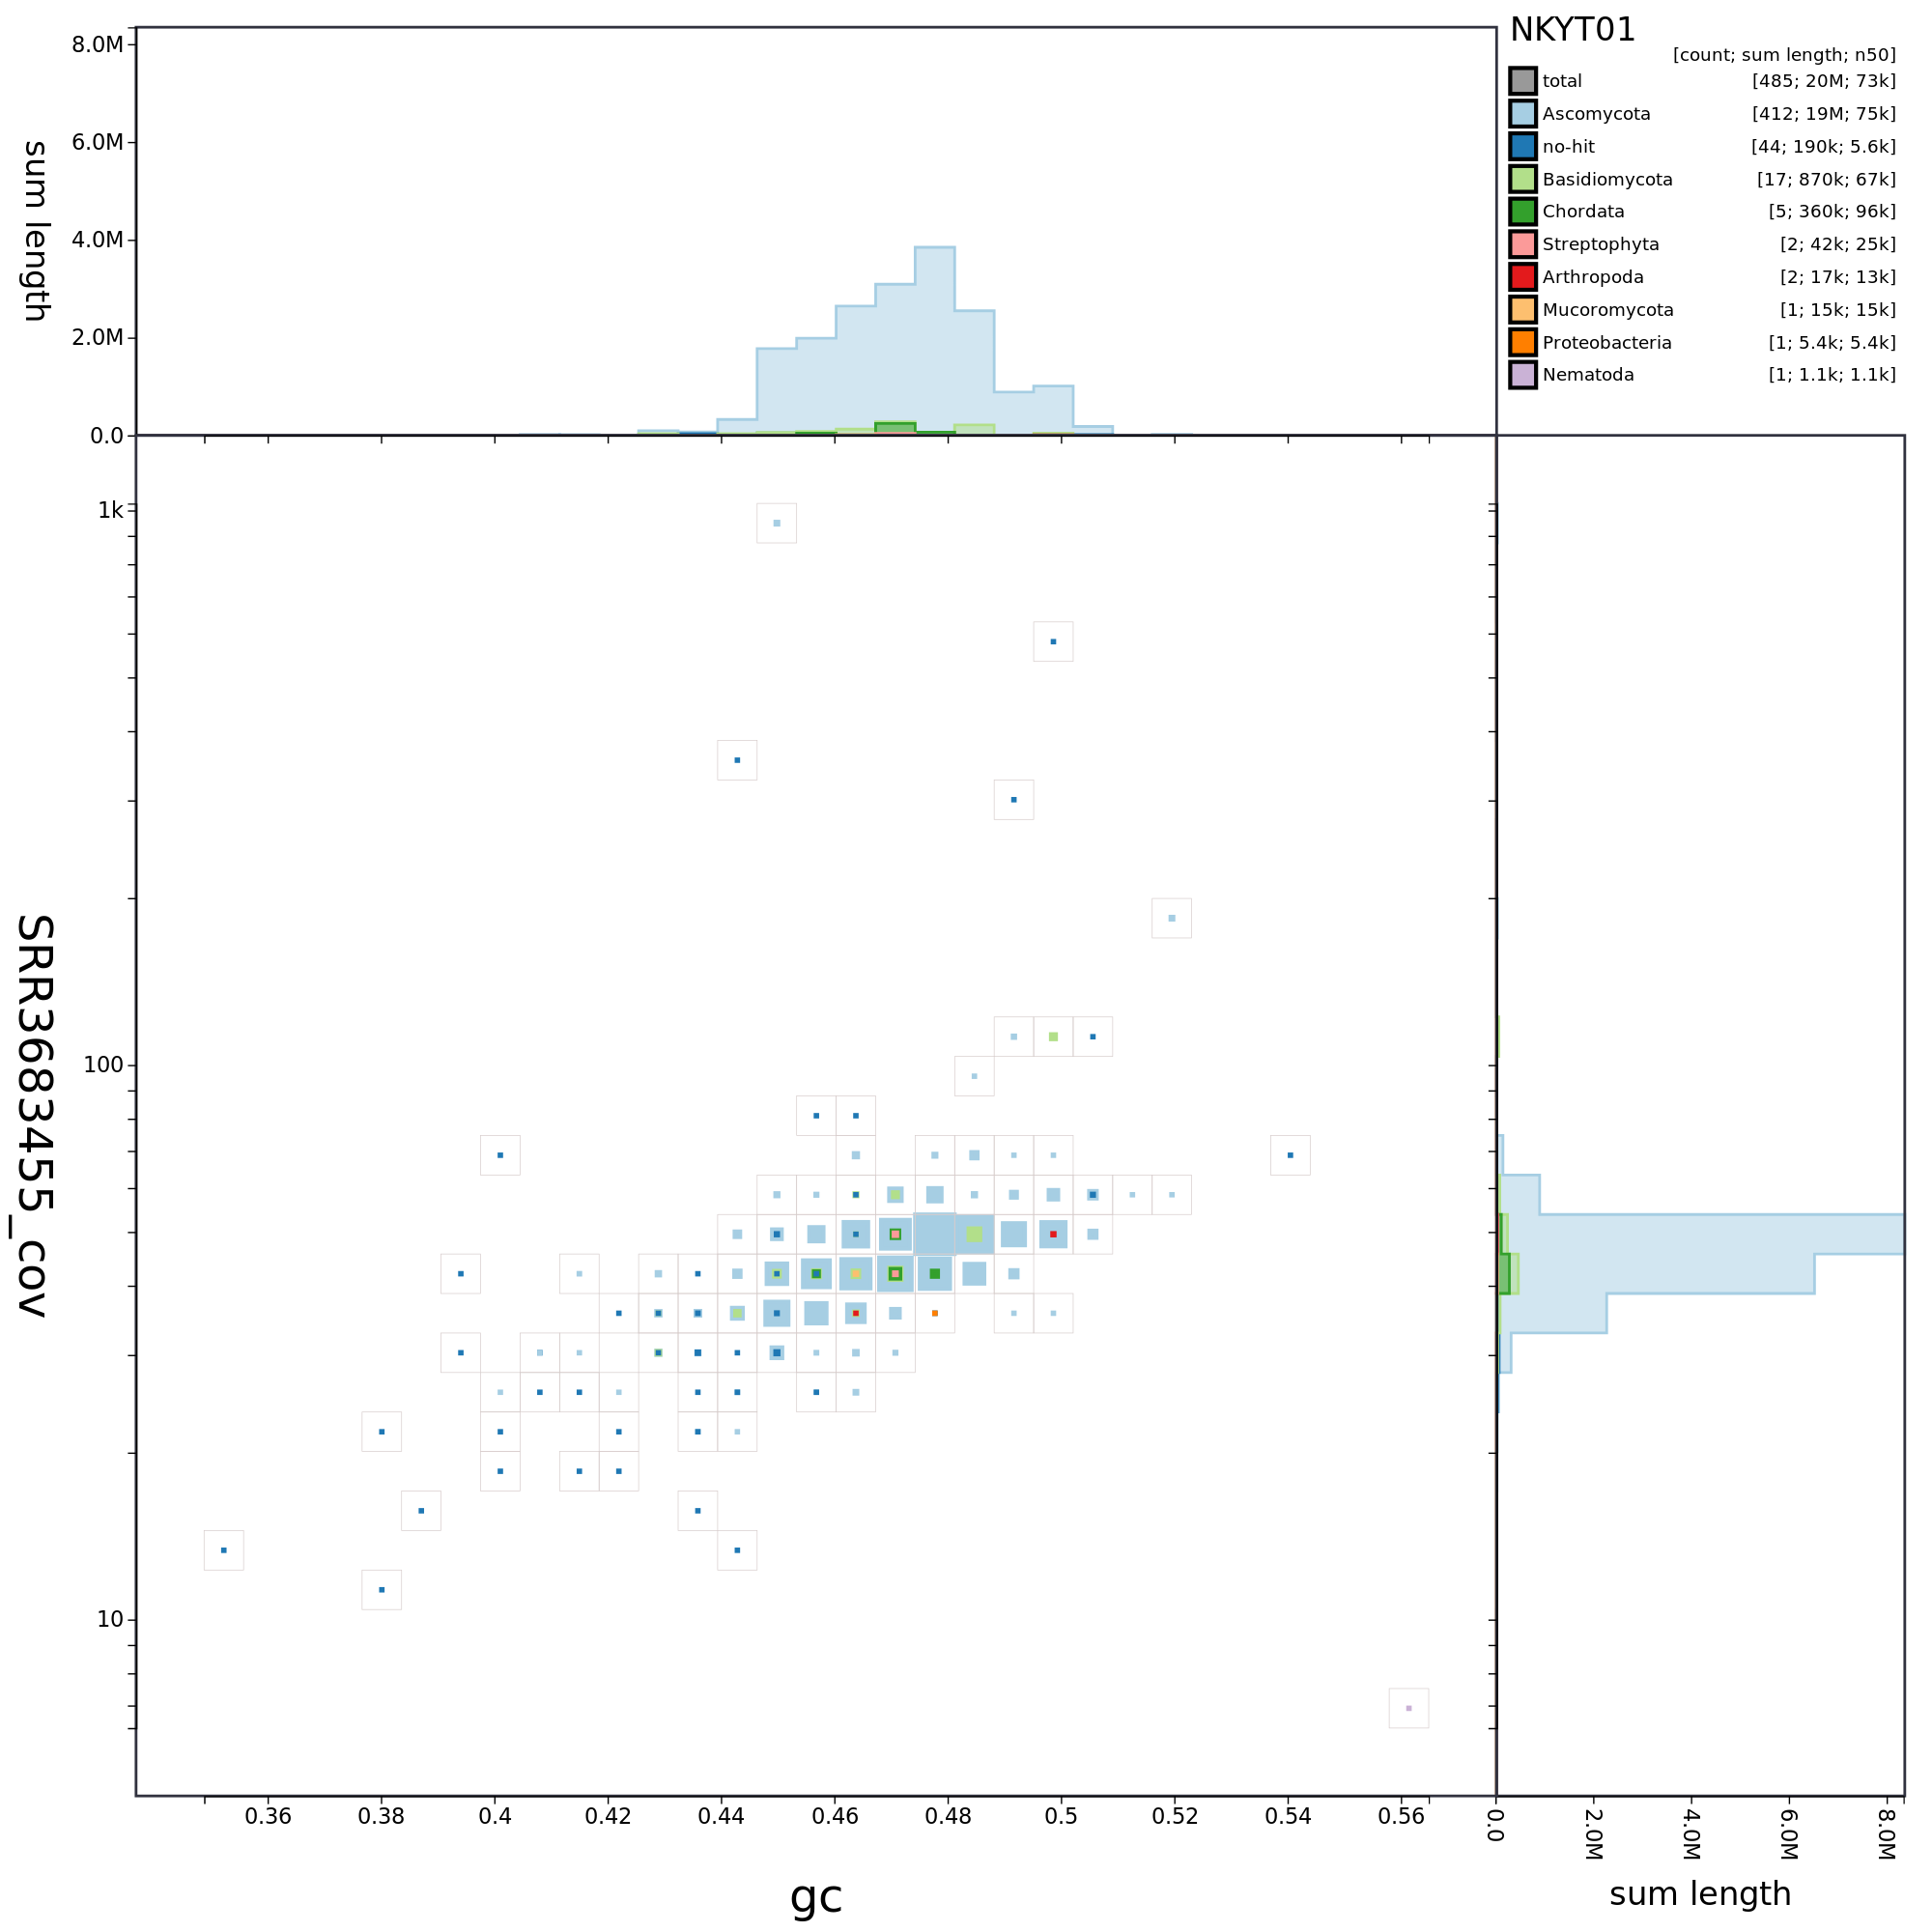 NKYT01
[count; sum length; n50]
total [485; 20M; 73k]
Ascomycota [412; 19M; 75k]
no-hit [44; 190k; 5.6k]
Basidiomycota [17; 870k; 67k]
Chordata [5; 360k; 96k]
Streptophyta [2; 42k; 25k]
Arthropoda [2; 17k; 13k]
Mucoromycota [1; 15k; 15k]
Proteobacteria [1; 5.4k; 5.4k]
Nematoda [1; 1.1k; 1.1k]
sum length
8.0M
6.0M
4.0M
2.0M
0.0
SRR3683455_cov
1k
100
10
0.36 0.38 0.4 0.42 0.44 0.46 0.48 0.5 0.52 0.54 0.56
gc
0.0 2.0M 4.0M 6.0M 8.0M
sum length